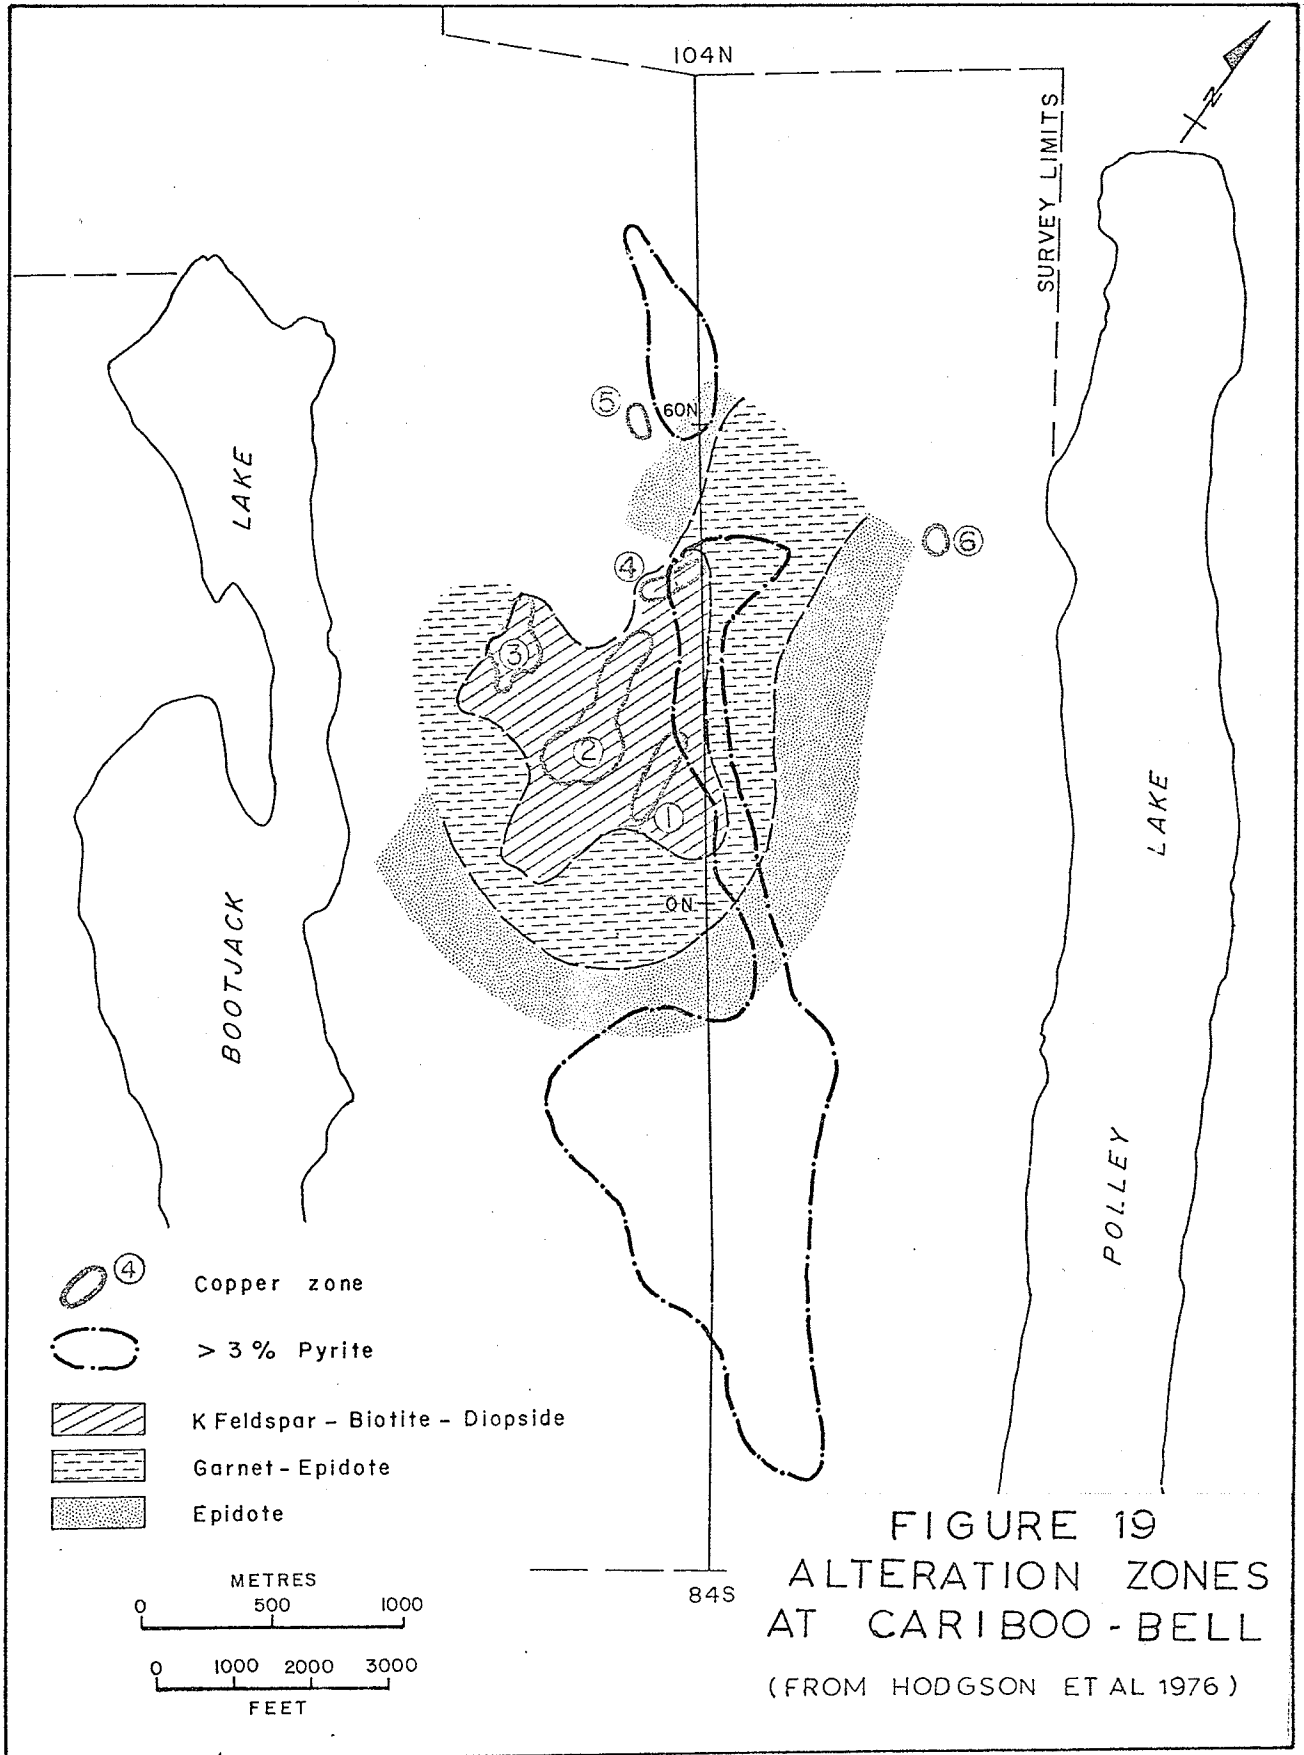 104N
N
SURVEY LIMITS
5
60N
LAKE
6
4
3
2
1
LAKE
0N
BOOTJACK
POLLEY
4
Copper zone
> 3 % Pyrite
K Feldspar - Biotite - Diopside
Garnet - Epidote
Epidote
METRES
0 500 1000
0 1000 2000 3000
FEET
84S
FIGURE 19
ALTERATION ZONES
AT CARIBOO - BELL
(FROM HODGSON ET AL 1976)